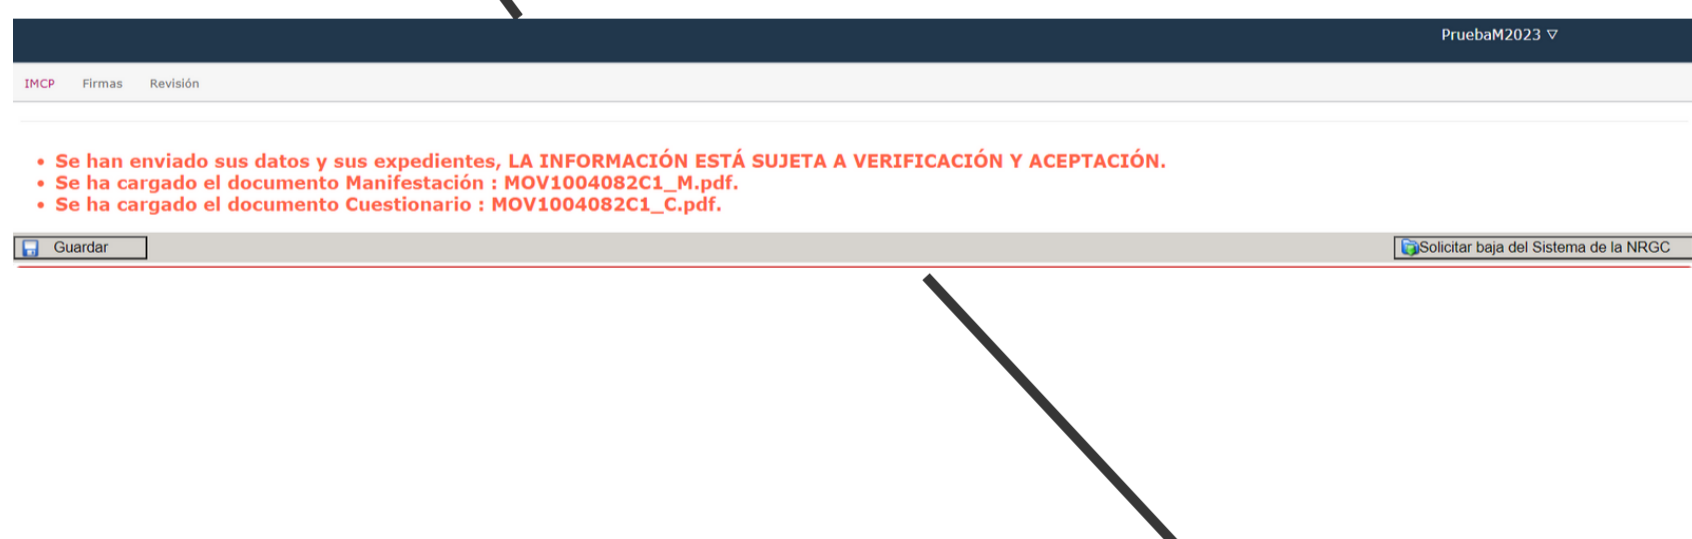 PruebaM2023 ▽
IMCP Firmas Revisión
• Se han enviado sus datos y sus expedientes, LA INFORMACIÓN ESTÁ SUJETA A VERIFICACIÓN Y ACEPTACIÓN.
• Se ha cargado el documento Manifestación : MOV1004082C1_M.pdf.
• Se ha cargado el documento Cuestionario : MOV1004082C1_C.pdf.
Guardar Solicitar baja del Sistema de la NRGC